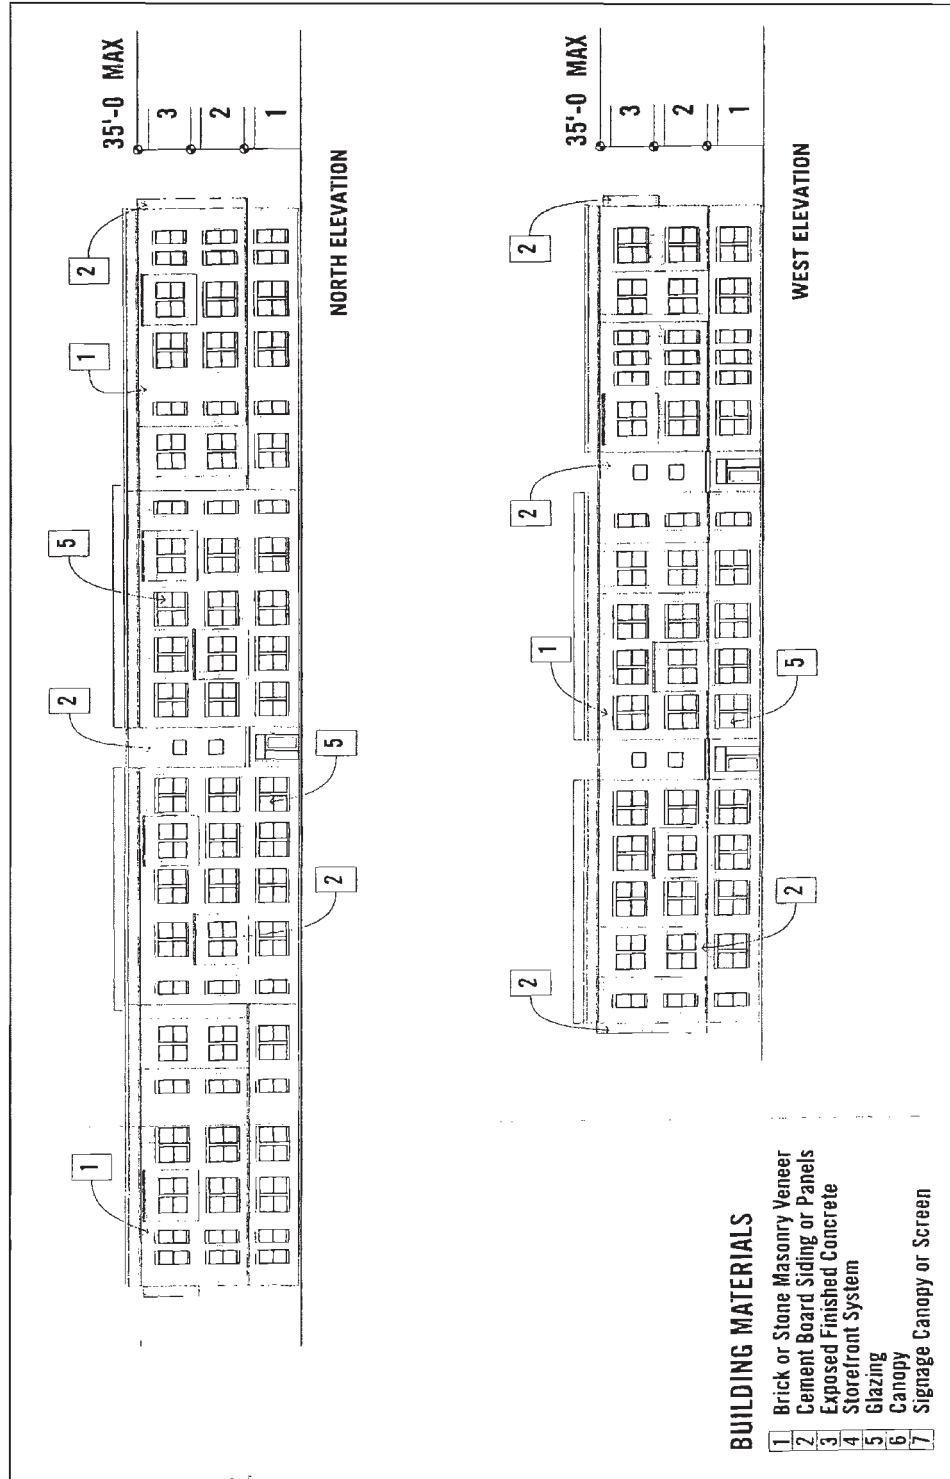 1
2
5
1
2
35'-0 MAX
3
2
1
2
5
NORTH ELEVATION
2
1
2
2
35'-0 MAX
3
2
1
2
5
WEST ELEVATION
BUILDING MATERIALS
1 Brick or Stone Masonry Veneer
2 Cement Board Siding or Panels
3 Exposed Finished Concrete
4 Storefront System
5 Glazing
6 Canopy
7 Signage Canopy or Screen